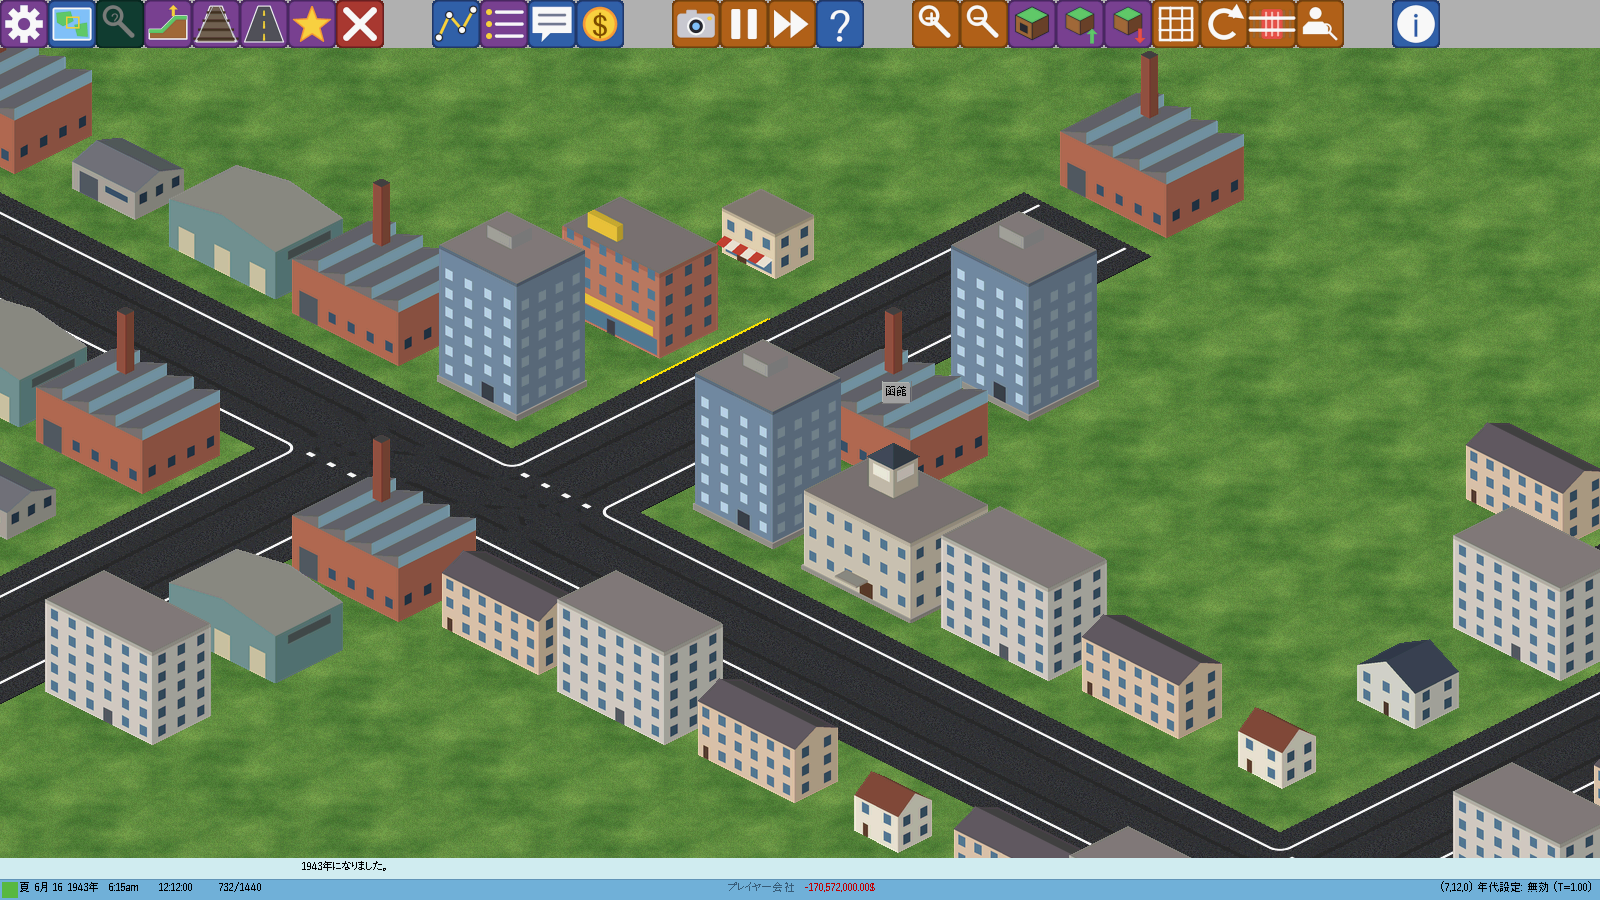 函館
1943年になりました。
夏 6月 16 1943年 6:15am 12:12:00 732/1440
プレイヤー会社 -170,572,000.00$
(7,12,0) 年代設定: 無効 (T=1.00)